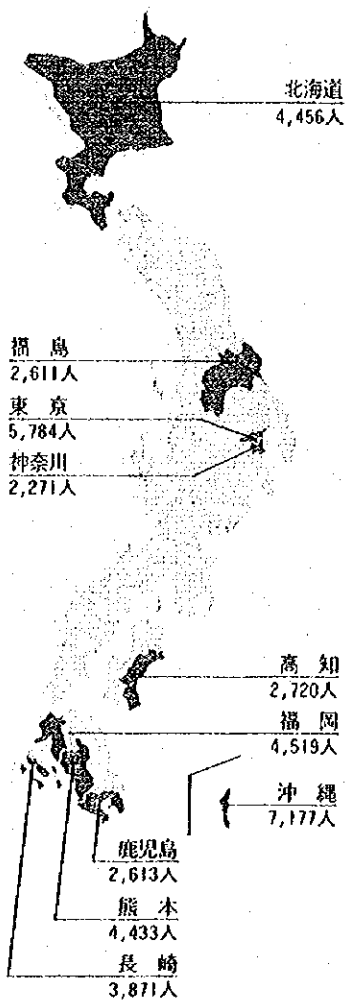 北海道
4,456人
福島
2,611人
東京
5,784人
神奈川
2,271人
高知
2,720人
福岡
4,519人
沖縄
7,177人
鹿児島
2,613人
熊本
4,433人
長崎
3,871人